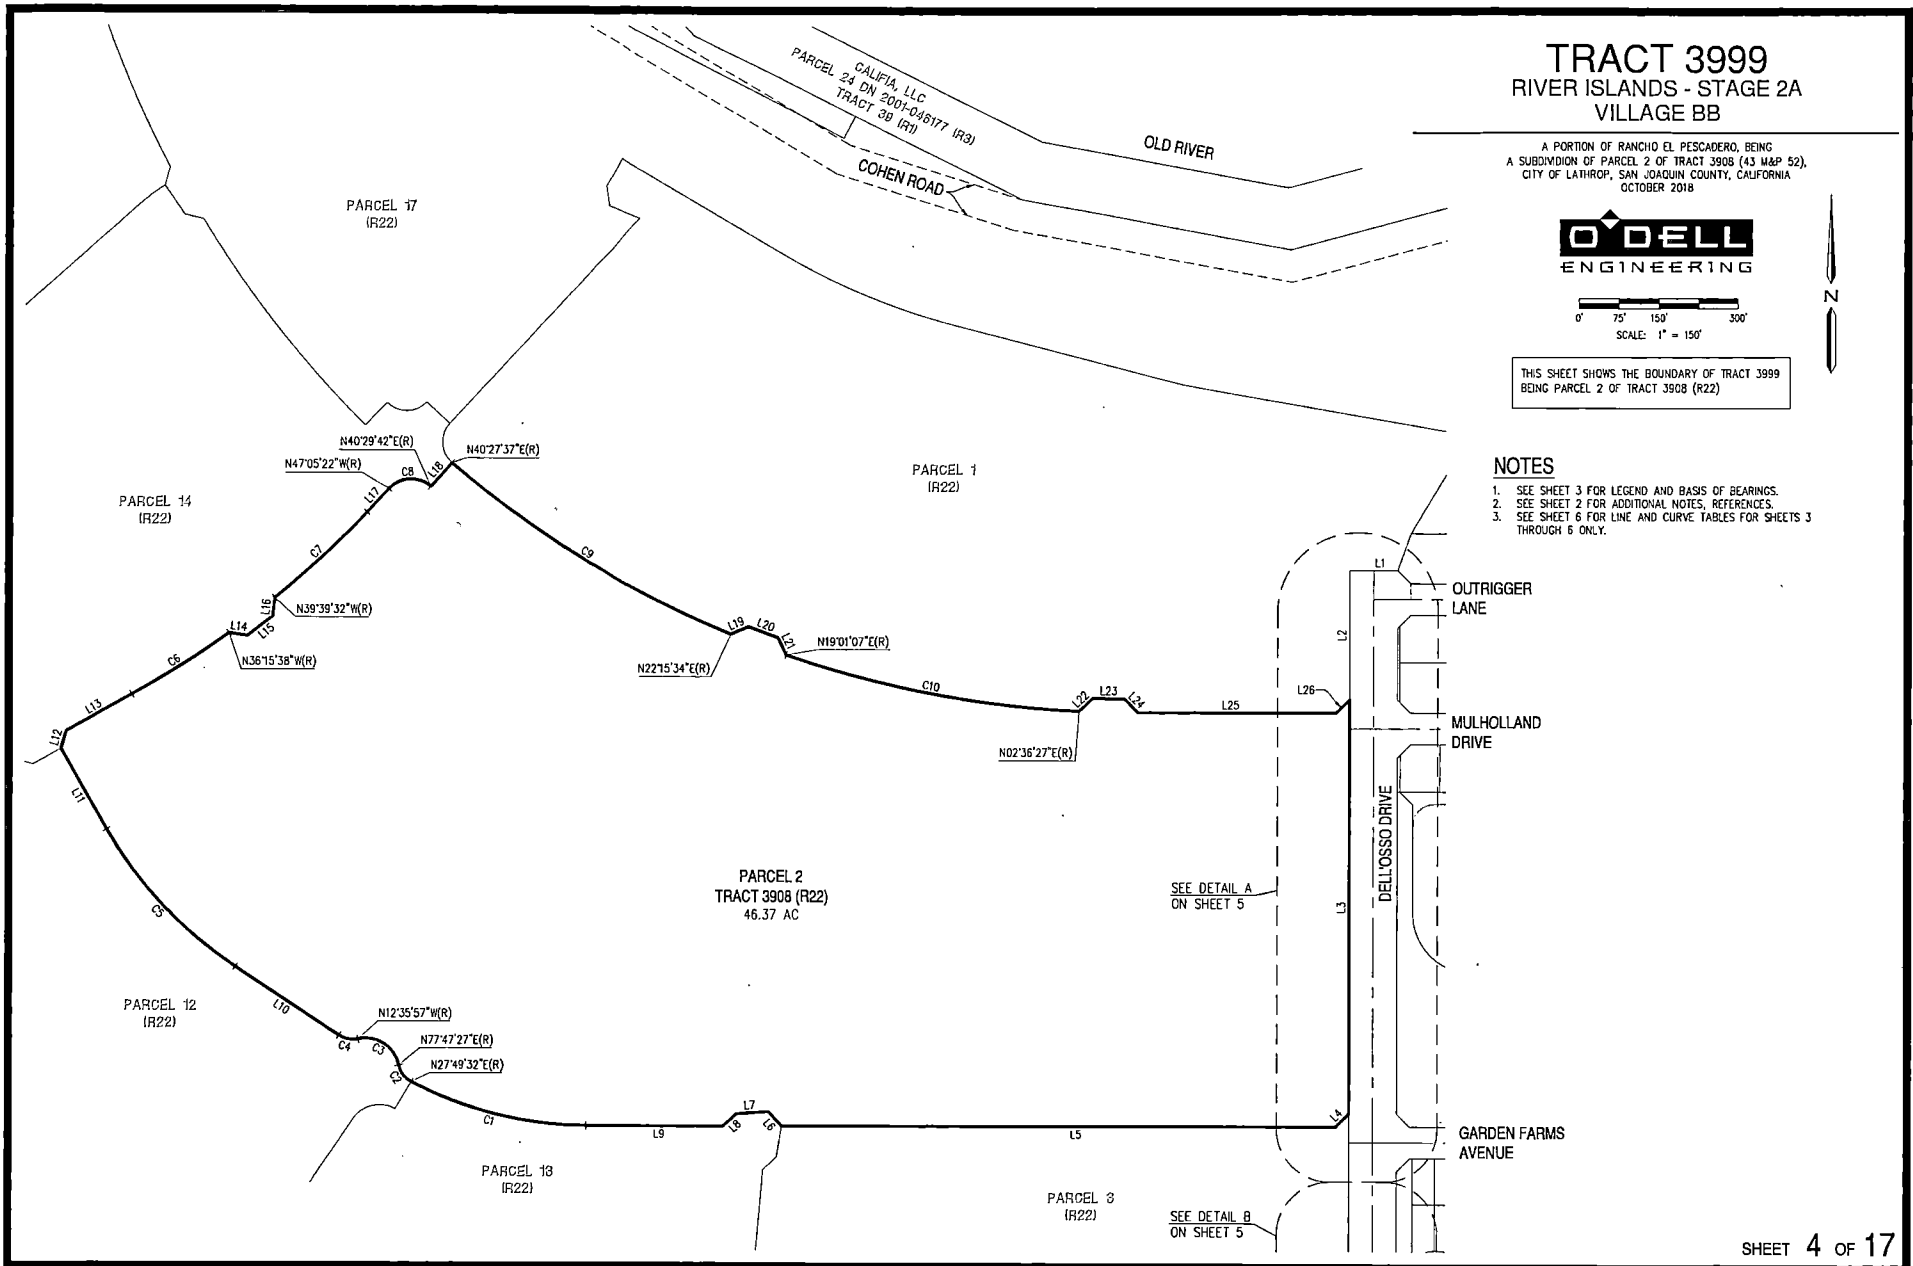 TRACT 3999
RIVER ISLANDS - STAGE 2A
VILLAGE BB
A PORTION OF RANCHO EL PESCADERO, BEING
A SUBDIVISION OF PARCEL 2 OF TRACT 3908 (43 M&P 52),
CITY OF LATHROP, SAN JOAQUIN COUNTY, CALIFORNIA
OCTOBER 2018
O'DELL
ENGINEERING
N
0' 75' 150' 300'
SCALE: 1" = 150'
THIS SHEET SHOWS THE BOUNDARY OF TRACT 3999
BEING PARCEL 2 OF TRACT 3908 (R22)
NOTES
1. SEE SHEET 3 FOR LEGEND AND BASIS OF BEARINGS.
2. SEE SHEET 2 FOR ADDITIONAL NOTES, REFERENCES.
3. SEE SHEET 6 FOR LINE AND CURVE TABLES FOR SHEETS 3
THROUGH 6 ONLY.
CALIFIA, LLC
PARCEL 24 DN 2001-046177 (R3)
TRACT 39 (R1)
OLD RIVER
COHEN ROAD
PARCEL 17
(R22)
PARCEL 14
(R22)
PARCEL 1
(R22)
N40°29'42"E(R)
N47°05'22"W(R)
N40°27'37"E(R)
C8
L18
L17
C7
C9
L16
N39°39'32"W(R)
L14
L15
N36°15'38"W(R)
C6
L13
L12
L11
L19
L20
L21
N19°01'07"E(R)
N22°15'34"E(R)
C10
L22
L23
L24
L25
L26
N02°36'27"E(R)
L1
L2
OUTRIGGER
LANE
MULHOLLAND
DRIVE
DELL'OSSO DRIVE
L3
SEE DETAIL A
ON SHEET 5
PARCEL 2
TRACT 3908 (R22)
46.37 AC
C5
L10
PARCEL 12
(R22)
N12°35'57"W(R)
N77°47'27"E(R)
N27°49'32"E(R)
C4
C3
C2
C1
L9
L8
L7
L6
L5
L4
GARDEN FARMS
AVENUE
PARCEL 13
(R22)
PARCEL 3
(R22)
SEE DETAIL B
ON SHEET 5
SHEET 4 OF 17